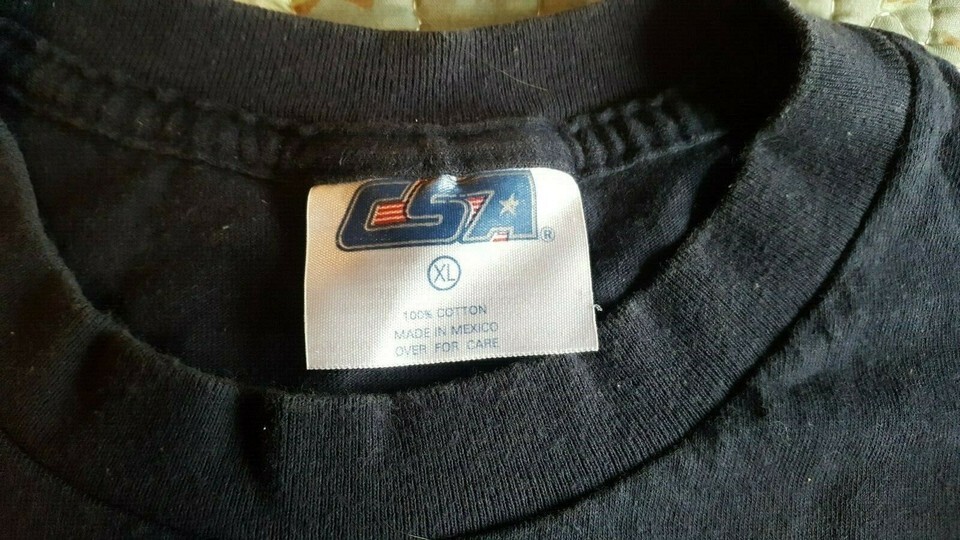 CSA®
XL
100% COTTON
MADE IN MEXICO
OVER FOR CARE